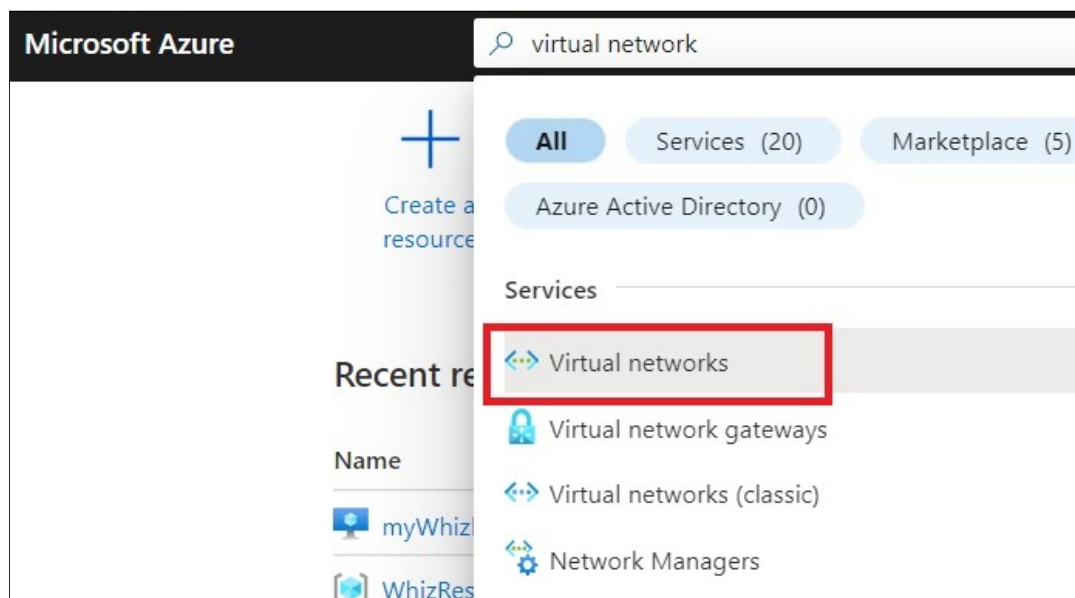 Microsoft Azure
virtual network
All
Services (20)
Marketplace (5)
Create a
resource
Azure Active Directory (0)
Services
Recent re
Virtual networks
Virtual network gateways
Name
Virtual networks (classic)
myWhizl
Network Managers
WhizRes